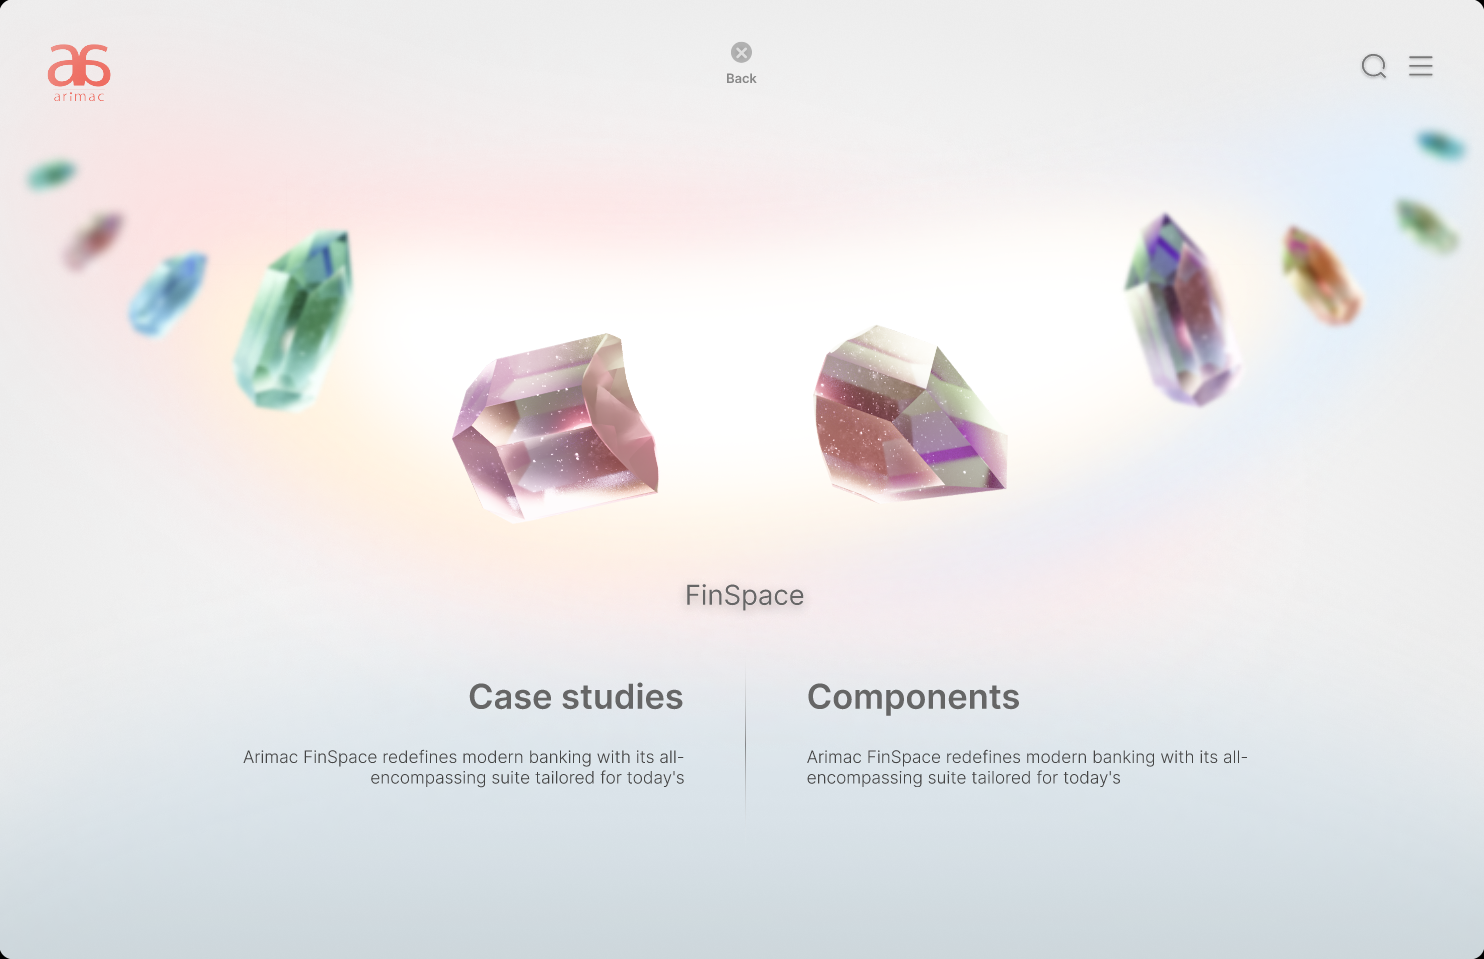 arimac
Back
FinSpace
Case studies
Arimac FinSpace redefines modern banking with its all-
encompassing suite tailored for today's
Components
Arimac FinSpace redefines modern banking with its all-
encompassing suite tailored for today's